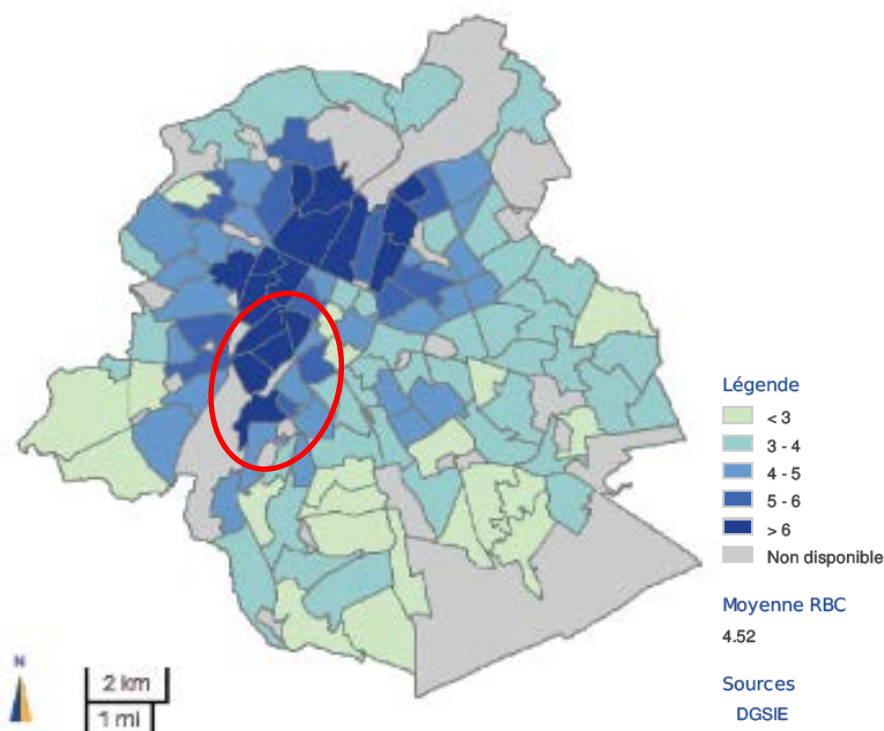 Légende
< 3
3 - 4
4 - 5
5 - 6
> 6
Non disponible
Moyenne RBC
4.52
Sources
DGSIE
N
2 km
1 mi